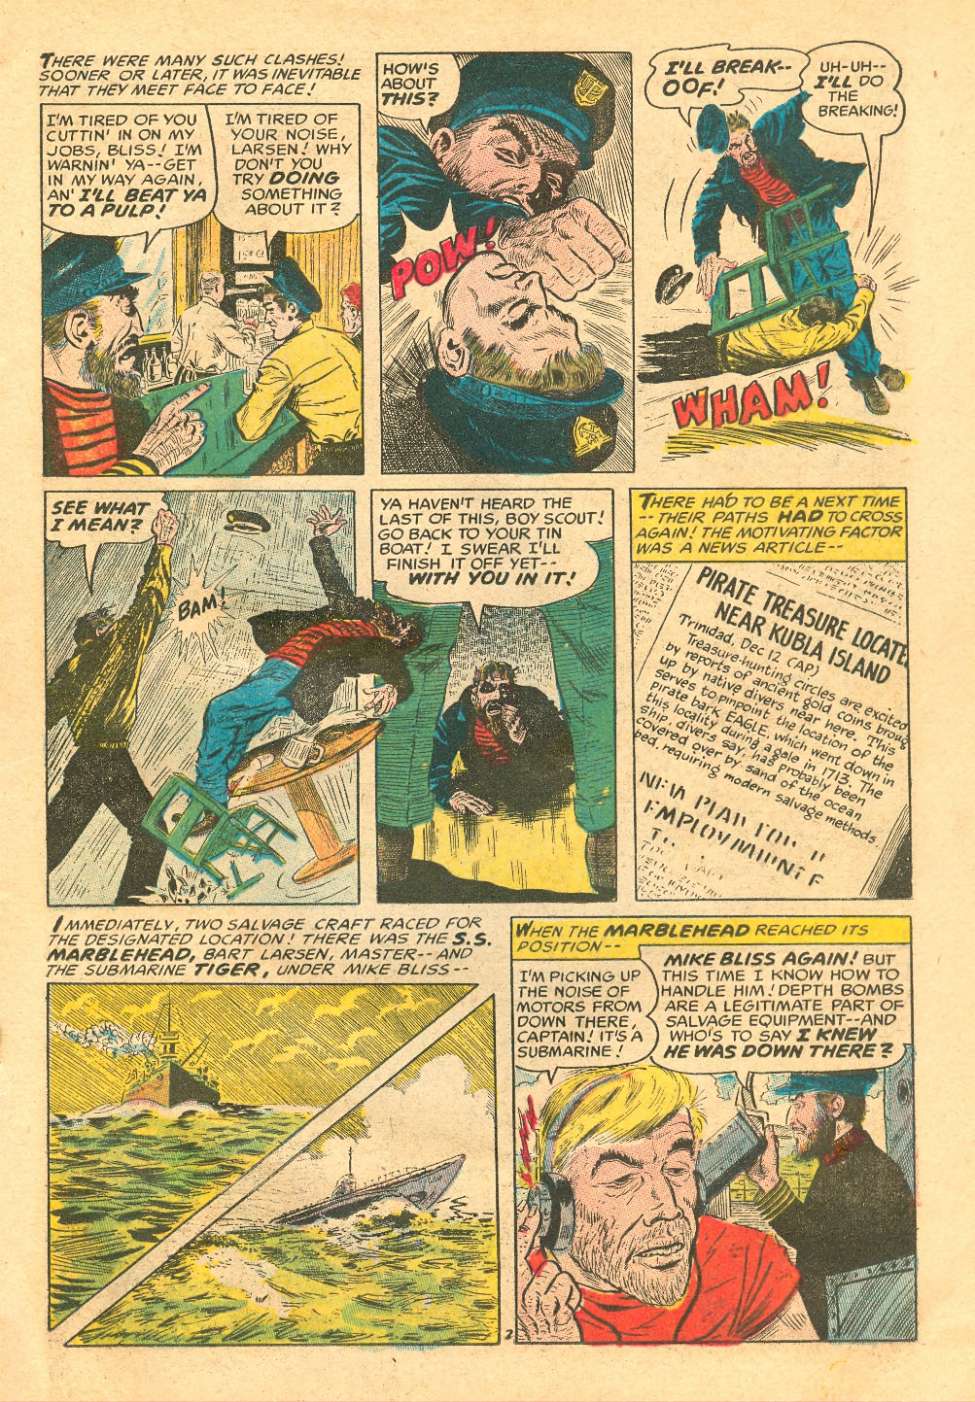 THERE WERE MANY SUCH CLASHES!
SOONER OR LATER, IT WAS INEVITABLE
THAT THEY MEET FACE TO FACE!
I'M TIRED OF YOU
CUTTIN' IN ON MY
JOBS, BLISS! I'M
WARNIN' YA--GET
IN MY WAY AGAIN,
AN' I'LL BEAT YA
TO A PULP!
I'M TIRED OF
YOUR NOISE,
LARSEN! WHY
DON'T YOU
TRY DOING
SOMETHING
ABOUT IT?
HOW'S
ABOUT
THIS?
POW!
I'LL BREAK--
OOF!
UH-UH--
I'LL DO
THE
BREAKING!
WHAM!
SEE WHAT
I MEAN?
BAM!
YA HAVEN'T HEARD THE
LAST OF THIS, BOY SCOUT!
GO BACK TO YOUR TIN
BOAT! I SWEAR I'LL
FINISH IT OFF YET--
WITH YOU IN IT!
THERE HAD TO BE A NEXT TIME
--THEIR PATHS HAD TO CROSS
AGAIN! THE MOTIVATING FACTOR
WAS A NEWS ARTICLE--
PIRATE TREASURE LOCATE
NEAR KUBLA ISLAND
Trinidad, Dec 12 (AP)
Treasure-hunting circles are excited
by reports of ancient gold coins broug
up by native divers near here. This
serves to pinpoint the location of the
pirate bark, EAGLE, which went down in
this locality during a gale in 1713. The
ship, divers say, has probably been
covered over by sand of the ocean
bed, requiring modern salvage methods
IMMEDIATELY, TWO SALVAGE CRAFT RACED FOR
THE DESIGNATED LOCATION! THERE WAS THE S.S.
MARBLEHEAD, BART LARSEN, MASTER--AND
THE SUBMARINE TIGER, UNDER MIKE BLISS--
2
WHEN THE MARBLEHEAD REACHED ITS
POSITION--
I'M PICKING UP
THE NOISE OF
MOTORS FROM
DOWN THERE,
CAPTAIN! IT'S A
SUBMARINE!
MIKE BLISS AGAIN! BUT
THIS TIME I KNOW HOW TO
HANDLE HIM! DEPTH BOMBS
ARE A LEGITIMATE PART OF
SALVAGE EQUIPMENT--AND
WHO'S TO SAY I KNEW
HE WAS DOWN THERE?